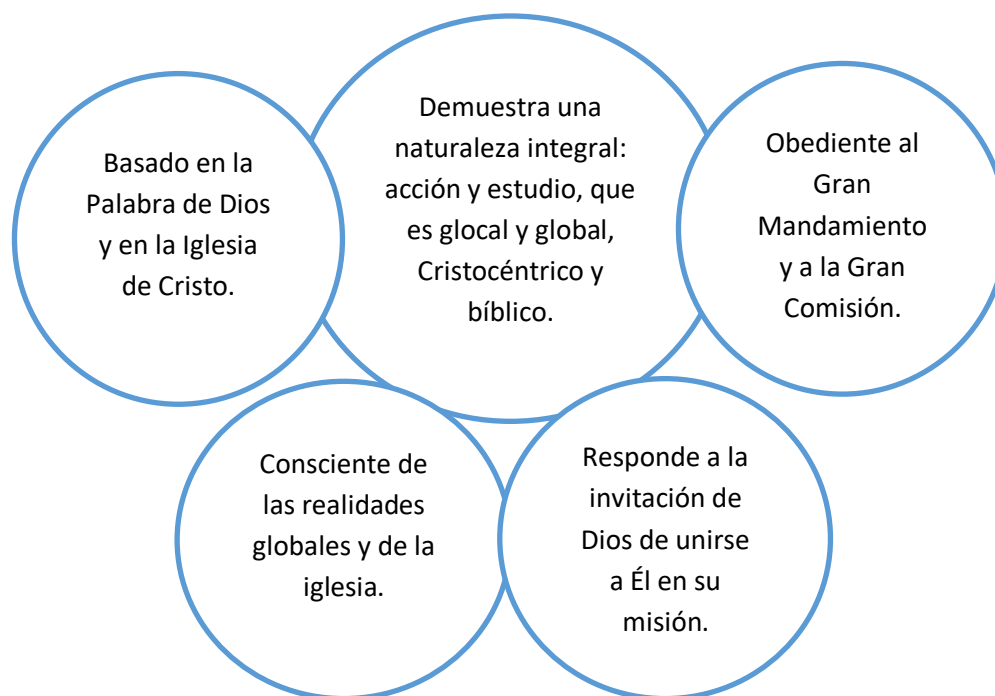 Basado en la
Palabra de Dios
y en la Iglesia
de Cristo.
Demuestra una
naturaleza integral:
acción y estudio, que
es glocal y global,
Cristocéntrico y
bíblico.
Obediente al
Gran
Mandamiento
y a la Gran
Comisión.
Consciente de
las realidades
globales y de la
iglesia.
Responde a la
invitación de
Dios de unirse
a Él en su
misión.